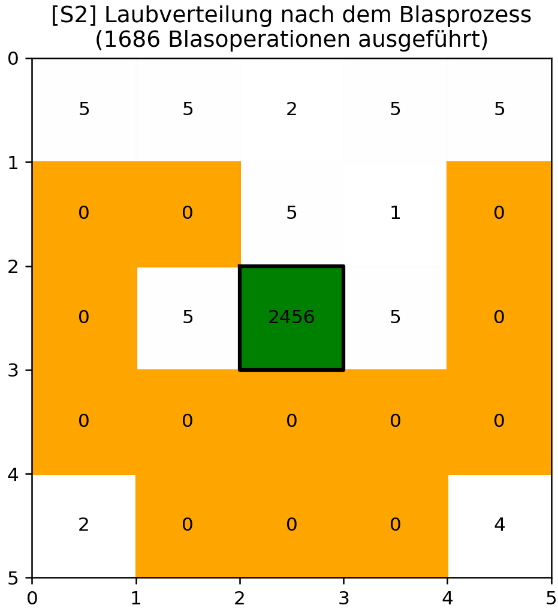 [S2] Laubverteilung nach dem Blasprozess
(1686 Blasoperationen ausgeführt)
0
5 5 2 5 5
1
0 0 5 1 0
2
0 5 2456 5 0
3
0 0 0 0 0
4
2 0 0 0 4
5
0 1 2 3 4 5